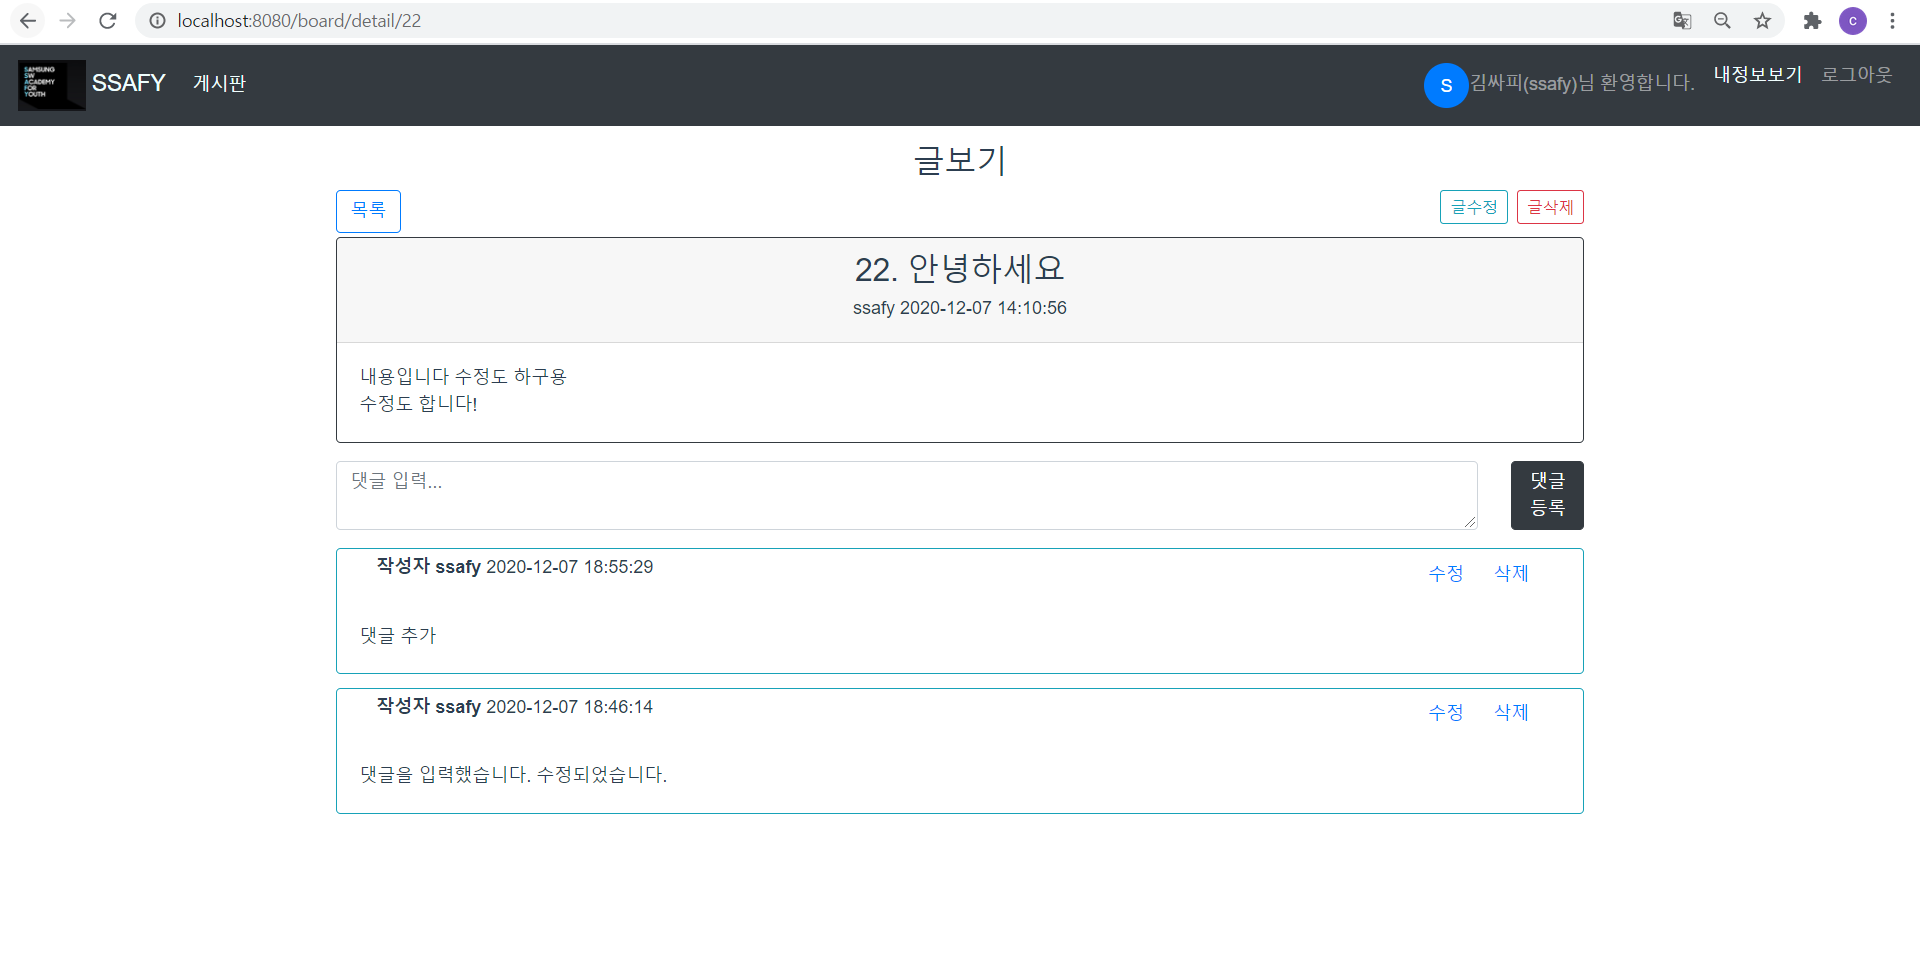 localhost:8080/board/detail/22
C
SAMSUNG
SW
ACADEMY
FOR
YOUTH
SSAFY 게시판
S 김싸피(ssafy)님 환영합니다. 내정보보기 로그아웃
글보기
목록 글수정 글삭제
22. 안녕하세요
ssafy 2020-12-07 14:10:56
내용입니다 수정도 하구용
수정도 합니다!
댓글 입력...
댓글
등록
작성자 ssafy 2020-12-07 18:55:29 수정 삭제
댓글 추가
작성자 ssafy 2020-12-07 18:46:14 수정 삭제
댓글을 입력했습니다. 수정되었습니다.